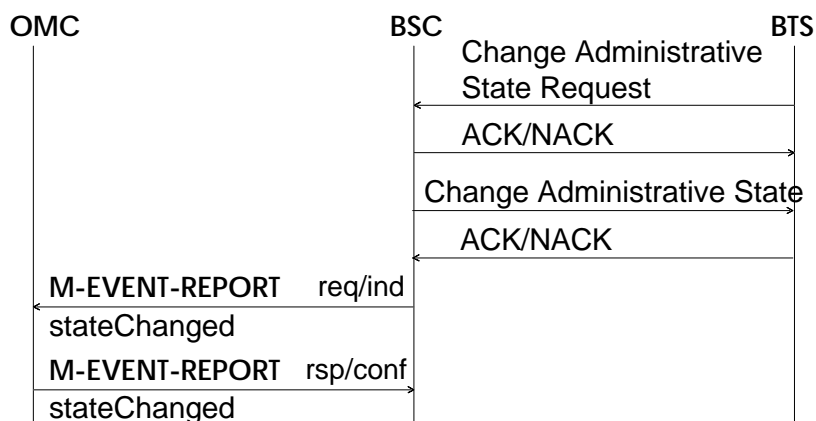 OMC BSC BTS
Change Administrative
State Request
ACK/NACK
Change Administrative State
ACK/NACK
M-EVENT-REPORT req/ind
stateChanged
M-EVENT-REPORT rsp/conf
stateChanged